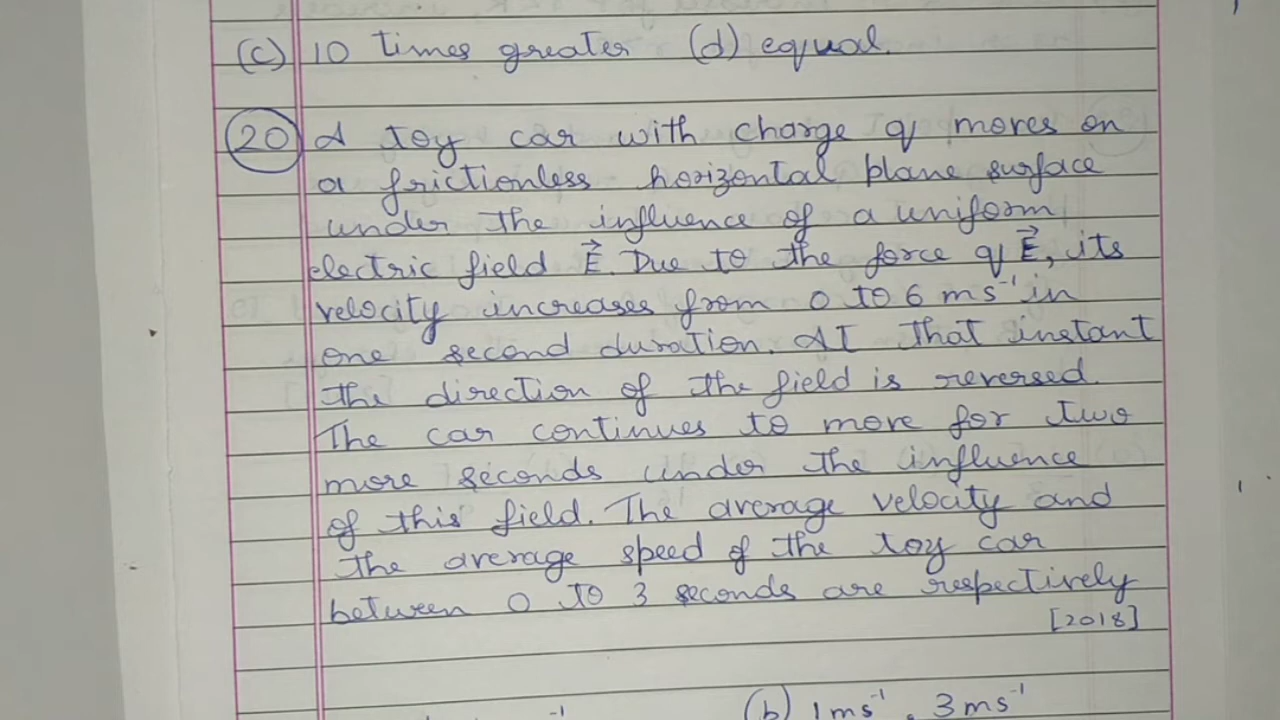 (c) 10 times greater (d) equal.
20 A toy car with charge q moves on
a frictionless horizontal plane surface
under the influence of a uniform
electric field E⃗. Due to the force qE⃗, its
velocity increases from 0 to 6 ms⁻¹ in
one second duration. At that instant
the direction of the field is reversed.
The car continues to move for two
more seconds under the influence
of this field. The average velocity and
the average speed of the toy car
between 0 to 3 seconds are respectively
[2018]
(b) 1ms⁻¹, 3ms⁻¹